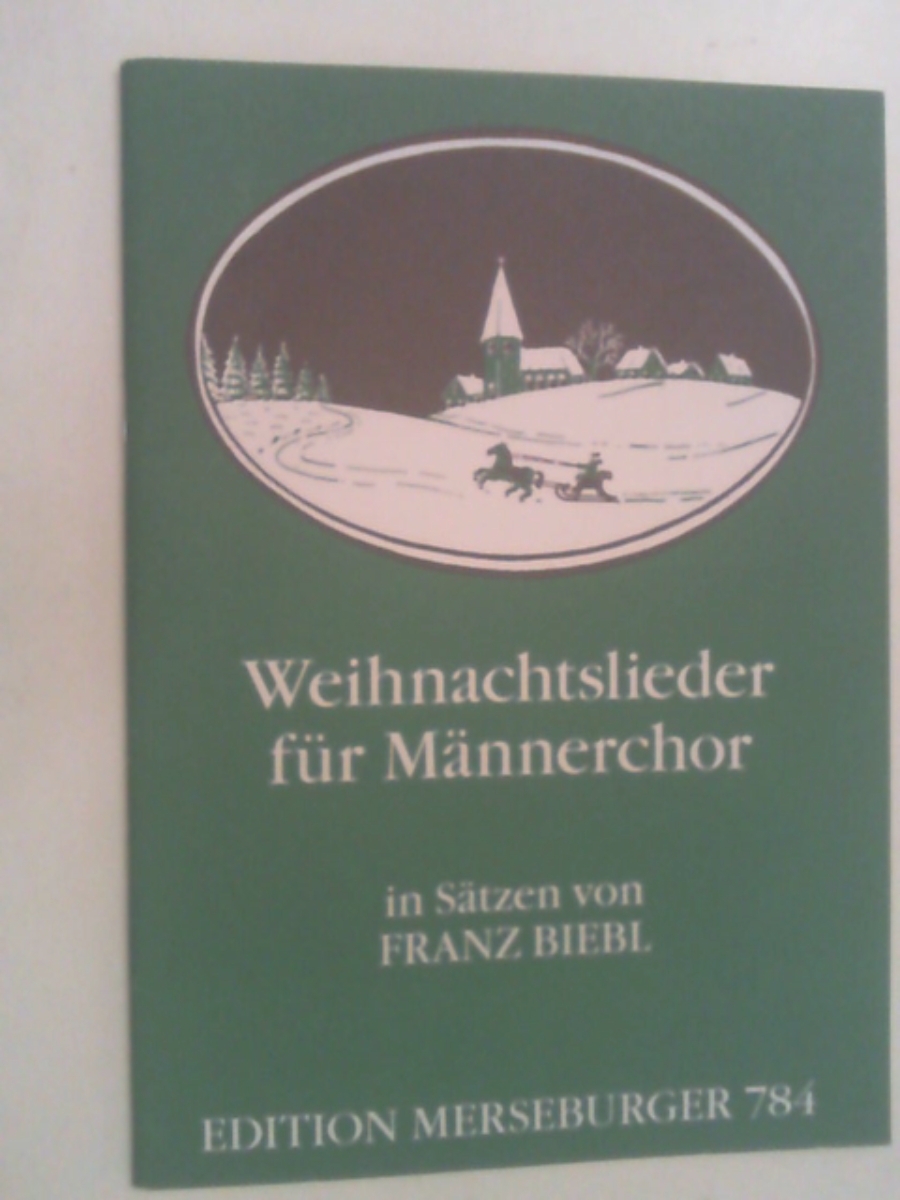 Weihnachtslieder
für Männerchor
in Sätzen von
FRANZ BIEBL
EDITION MERSEBURGER 784